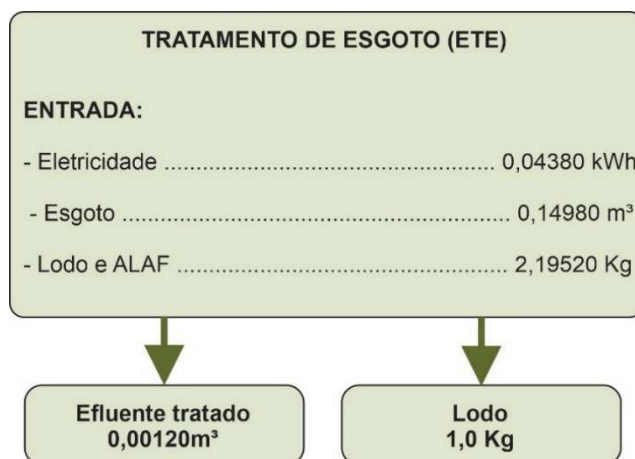 TRATAMENTO DE ESGOTO (ETE)
ENTRADA:
- Eletricidade ................................................ 0,04380 kWh
- Esgoto ...................................................... 0,14980 m³
- Lodo e ALAF ................................................ 2,19520 Kg
Efluente tratado
0,00120m³
Lodo
1,0 Kg